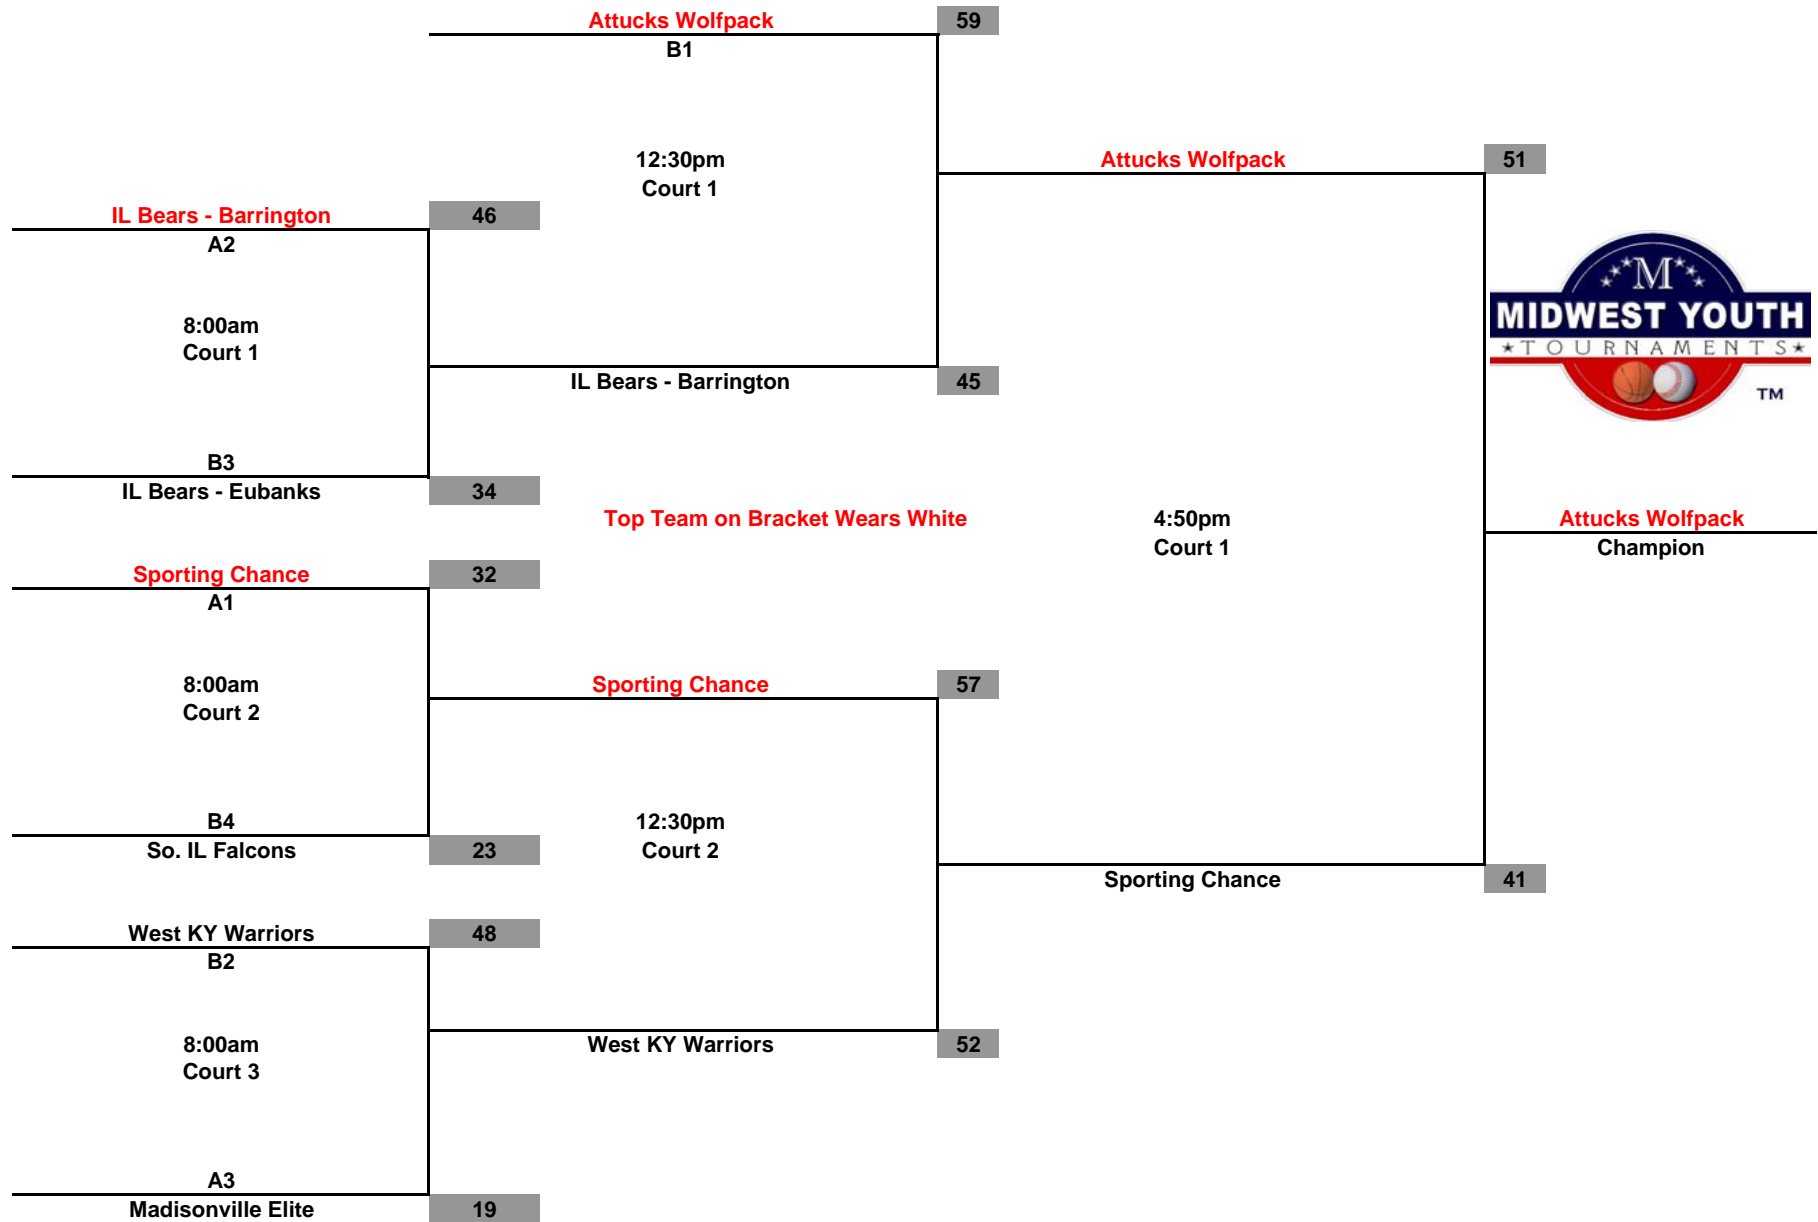 Attucks Wolfpack 59
B1
12:30pm
Court 1
Attucks Wolfpack 51
IL Bears - Barrington 46
A2
8:00am
Court 1
M
MIDWEST YOUTH
TOURNAMENTS
TM
IL Bears - Barrington 45
B3
IL Bears - Eubanks 34
Top Team on Bracket Wears White
4:50pm
Court 1
Attucks Wolfpack
Champion
Sporting Chance 32
A1
8:00am
Court 2
Sporting Chance 57
B4
So. IL Falcons 23
12:30pm
Court 2
Sporting Chance 41
West KY Warriors 48
B2
8:00am
Court 3
West KY Warriors 52
A3
Madisonville Elite 19